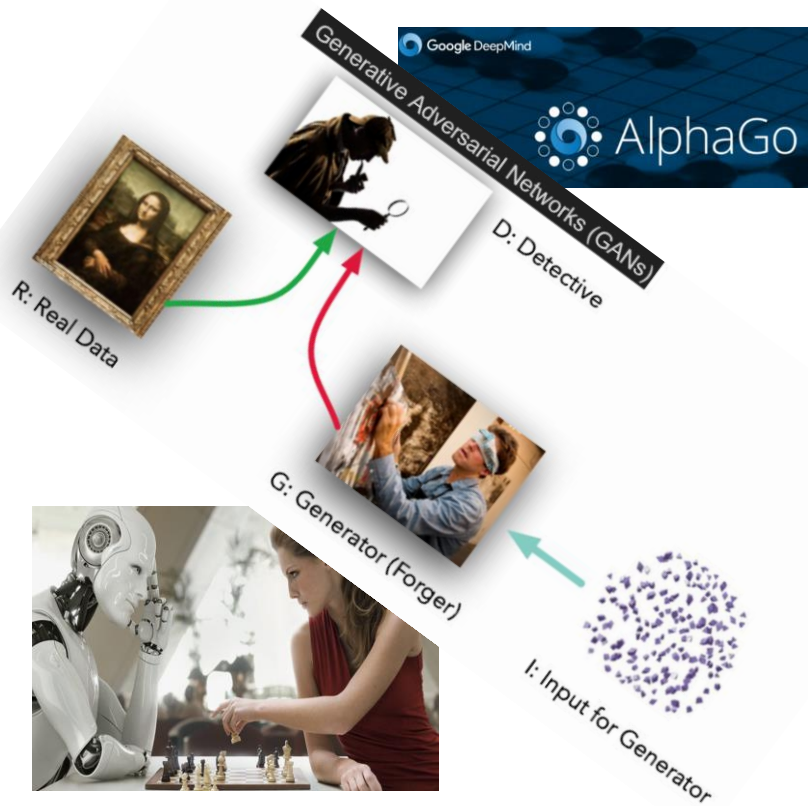 Google DeepMind
AlphaGo
Generative Adversarial Networks (GANs)
D: Detective
R: Real Data
G: Generator (Forger)
I: Input for Generator